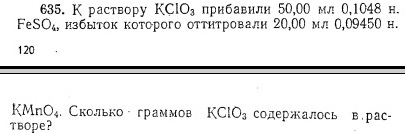 635. К раствору KClO₃ прибавили 50,00 мл 0,1048 н.
FeSO₄, избыток которого оттитровали 20,00 мл 0,09450 н.
120
KMnO₄. Сколько граммов KClO₃ содержалось в рас-
творе?